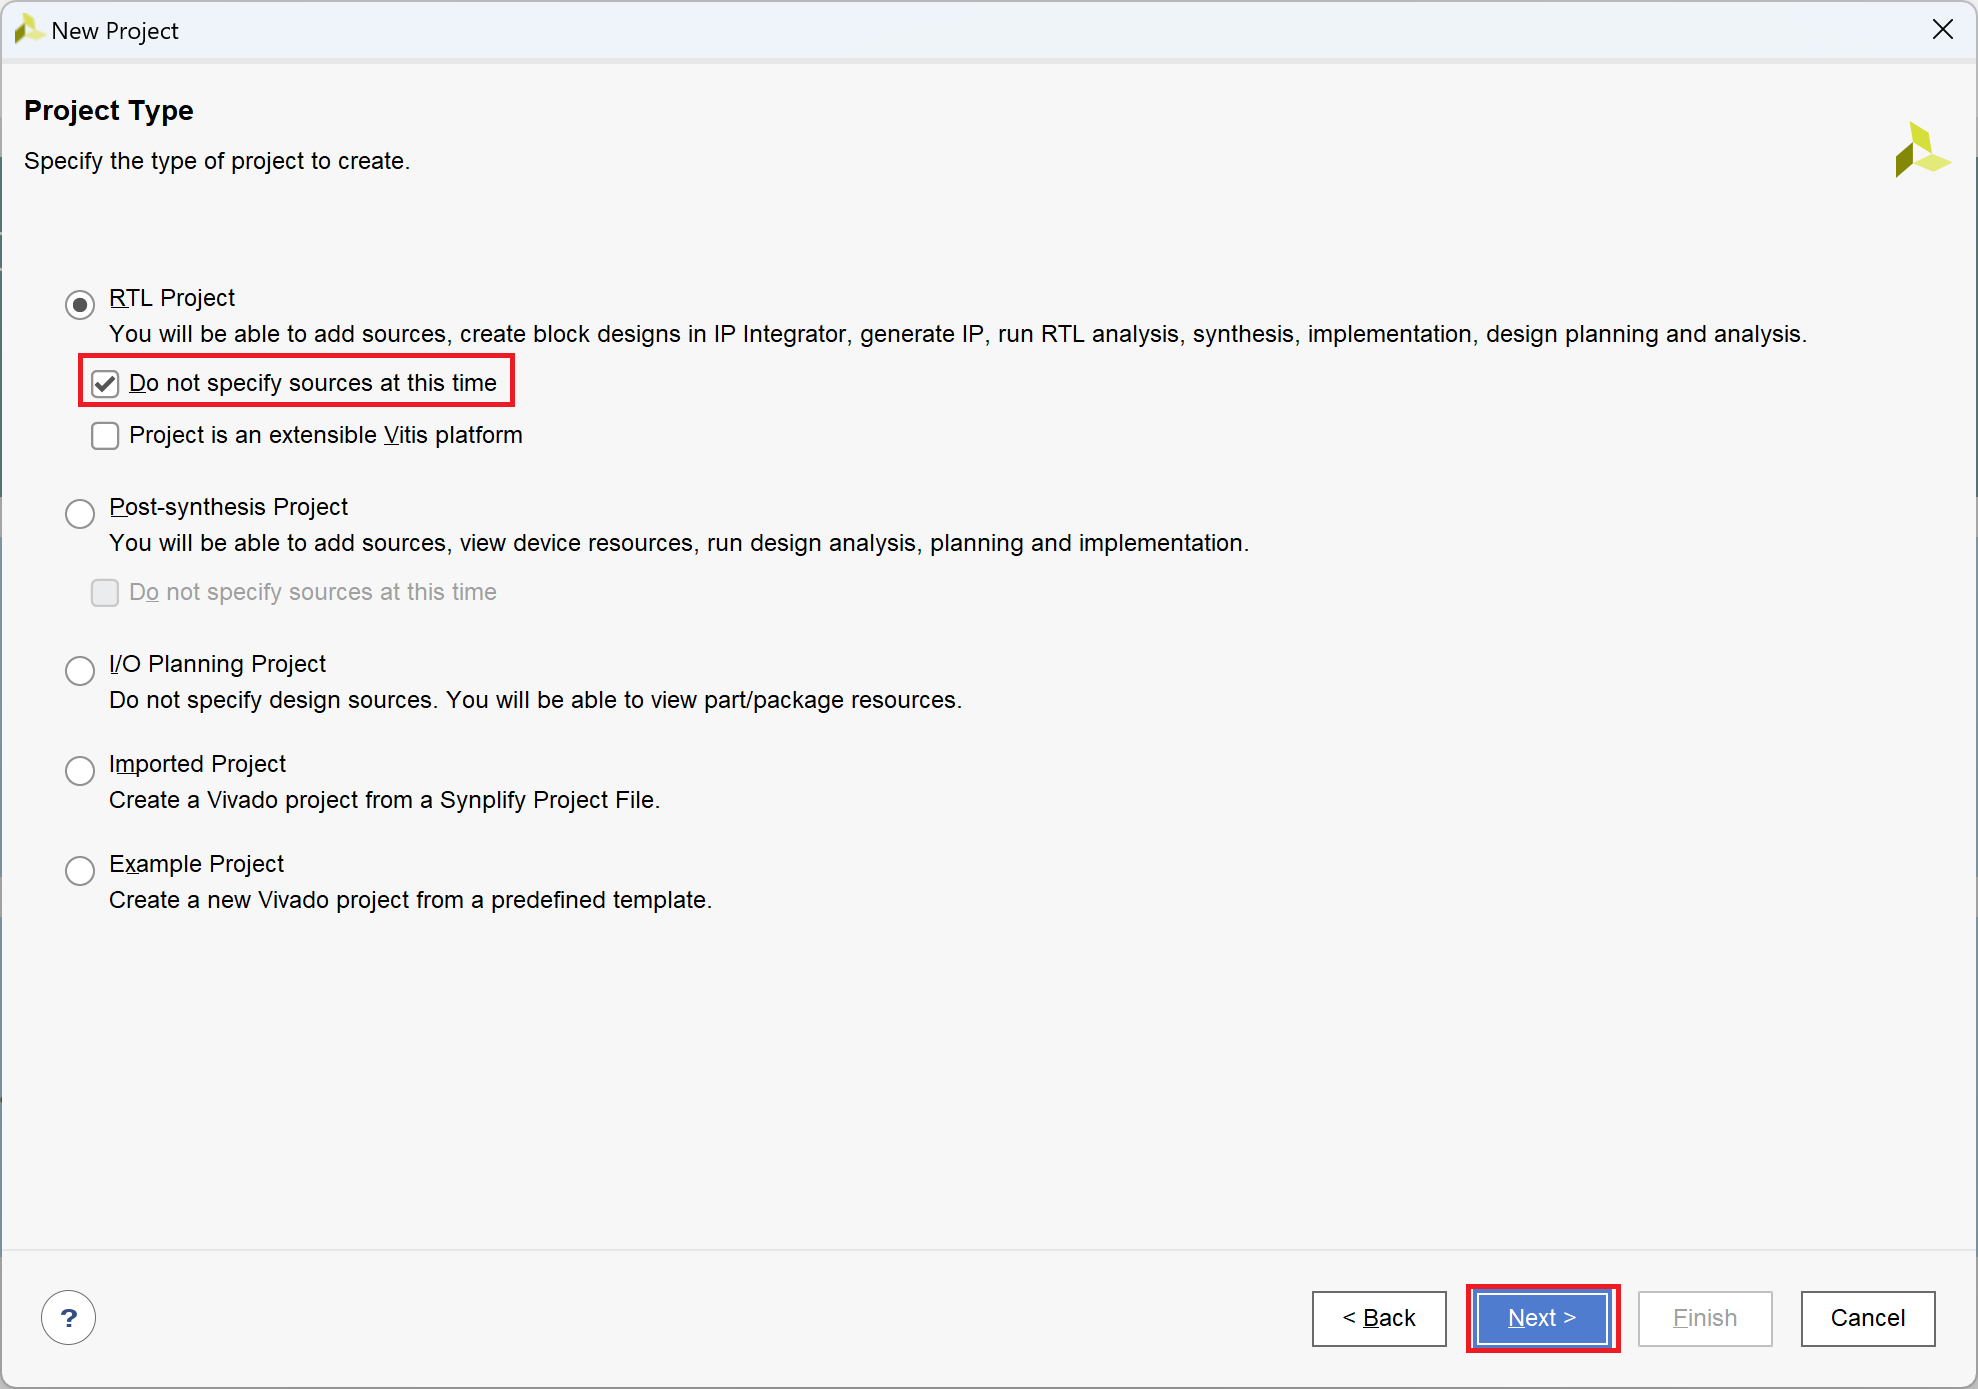 New Project
Project Type
Specify the type of project to create.
RTL Project
You will be able to add sources, create block designs in IP Integrator, generate IP, run RTL analysis, synthesis, implementation, design planning and analysis.
Do not specify sources at this time
Project is an extensible Vitis platform
Post-synthesis Project
You will be able to add sources, view device resources, run design analysis, planning and implementation.
Do not specify sources at this time
I/O Planning Project
Do not specify design sources. You will be able to view part/package resources.
Imported Project
Create a Vivado project from a Synplify Project File.
Example Project
Create a new Vivado project from a predefined template.
? < Back Next > Finish Cancel